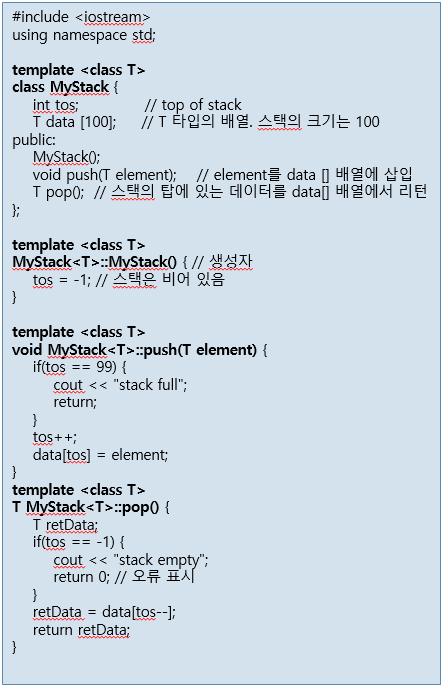 #include <iostream>
using namespace std;
template <class T>
class MyStack {
int tos; // top of stack
T data [100]; // T 타입의 배열. 스택의 크기는 100
public:
MyStack();
void push(T element); // element를 data [] 배열에 삽입
T pop(); // 스택의 탑에 있는 데이터를 data[] 배열에서 리턴
};
template <class T>
MyStack<T>::MyStack() { // 생성자
tos = -1; // 스택은 비어 있음
}
template <class T>
void MyStack<T>::push(T element) {
if(tos == 99) {
cout << "stack full";
return;
}
tos++;
data[tos] = element;
}
template <class T>
T MyStack<T>::pop() {
T retData;
if(tos == -1) {
cout << "stack empty";
return 0; // 오류 표시
}
retData = data[tos--];
return retData;
}